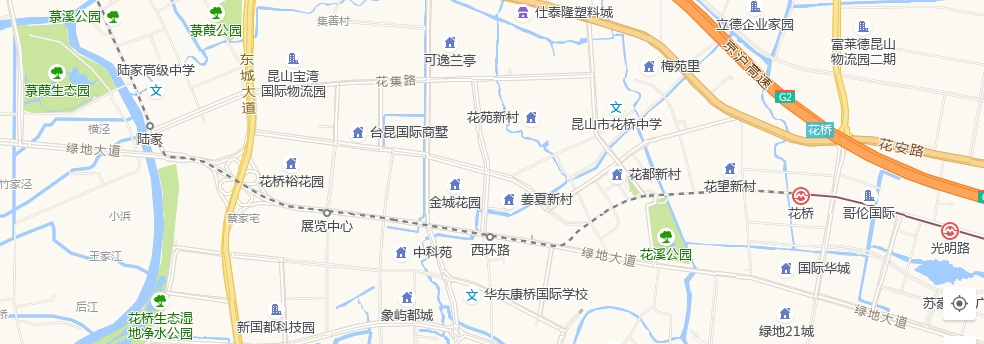 菉溪公园
菉葭公园
集善村
仕泰隆塑料城
立德企业家园
可逸兰亭
京沪高速
富莱德昆山
物流园二期
陆家高级中学
东城大道
昆山宝湾
国际物流园
花集路
梅苑里
菉葭生态园
G2
横泾
陆家
台昆国际商墅
花苑新村
昆山市花桥中学
花桥
花安路
绿地大道
竹家泾
花桥裕花园
金城花园
姜夏新村
花都新村
花望新村
小浜
蔡家宅
展览中心
花桥
哥伦国际
光明路
王家江
中科苑
西环路
绿地大道
花溪公园
国际华城
后江
桥
花桥生态湿
地净水公园
新国都科技园
象屿都城
华东康桥国际学校
绿地21城
绿地大道
苏